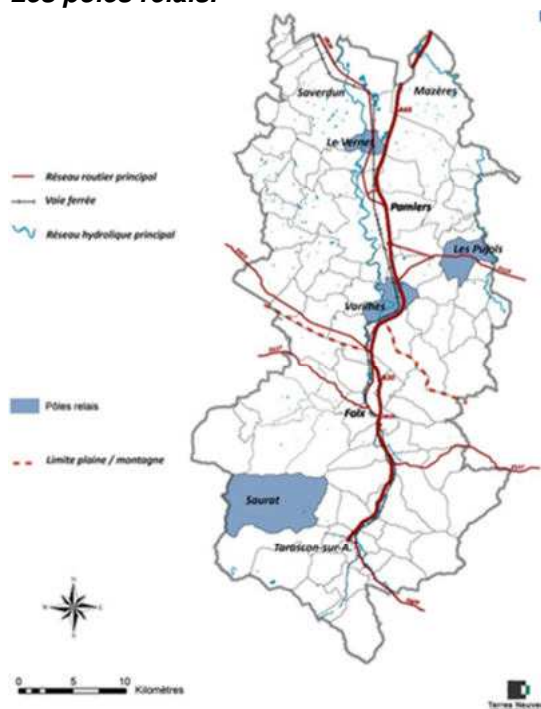 Les pôles relais.
Saverdun
Mazères
Le Vernet
Pamiers
Réseau routier principal
Voie ferrée
Réseau hydrolique principal
Les Pujols
Varilhes
Pôles relais
Foix
Limite plaine / montagne
Saurat
Tarascon-sur-A.
0 5 10
Kilomètres
Terres Neuves